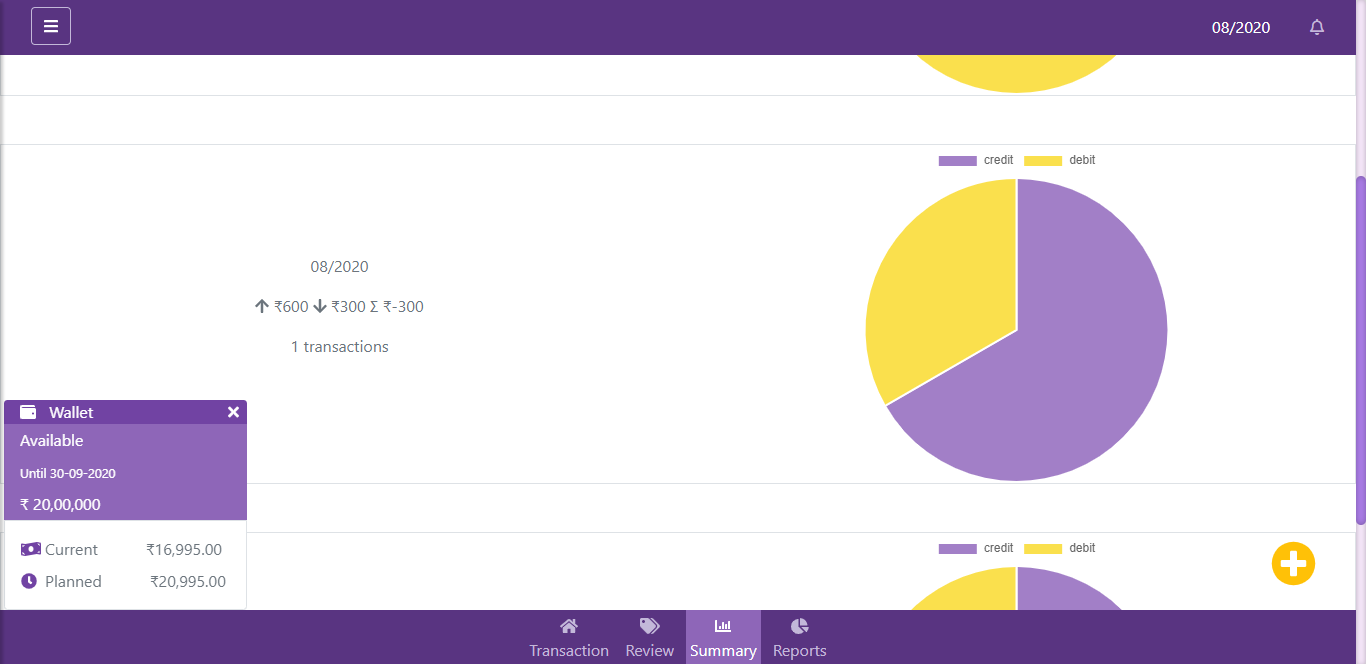 08/2020
credit debit
08/2020
₹600 ₹300 Σ ₹-300
1 transactions
Wallet
Available
Until 30-09-2020
₹ 20,00,000
Current ₹16,995.00
Planned ₹20,995.00
credit debit
Transaction Review Summary Reports